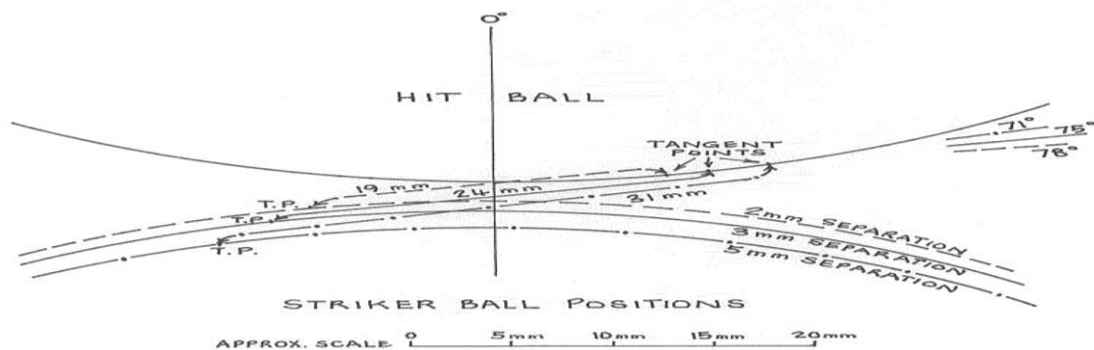 0°
HIT BALL
TANGENT
POINTS
71°
75°
78°
19 mm
24 mm
31 mm
T.P.
T.P.
T.P.
2mm SEPARATION
3mm SEPARATION
5mm SEPARATION
STRIKER BALL POSITIONS
APPROX. SCALE 0 5mm 10mm 15mm 20mm